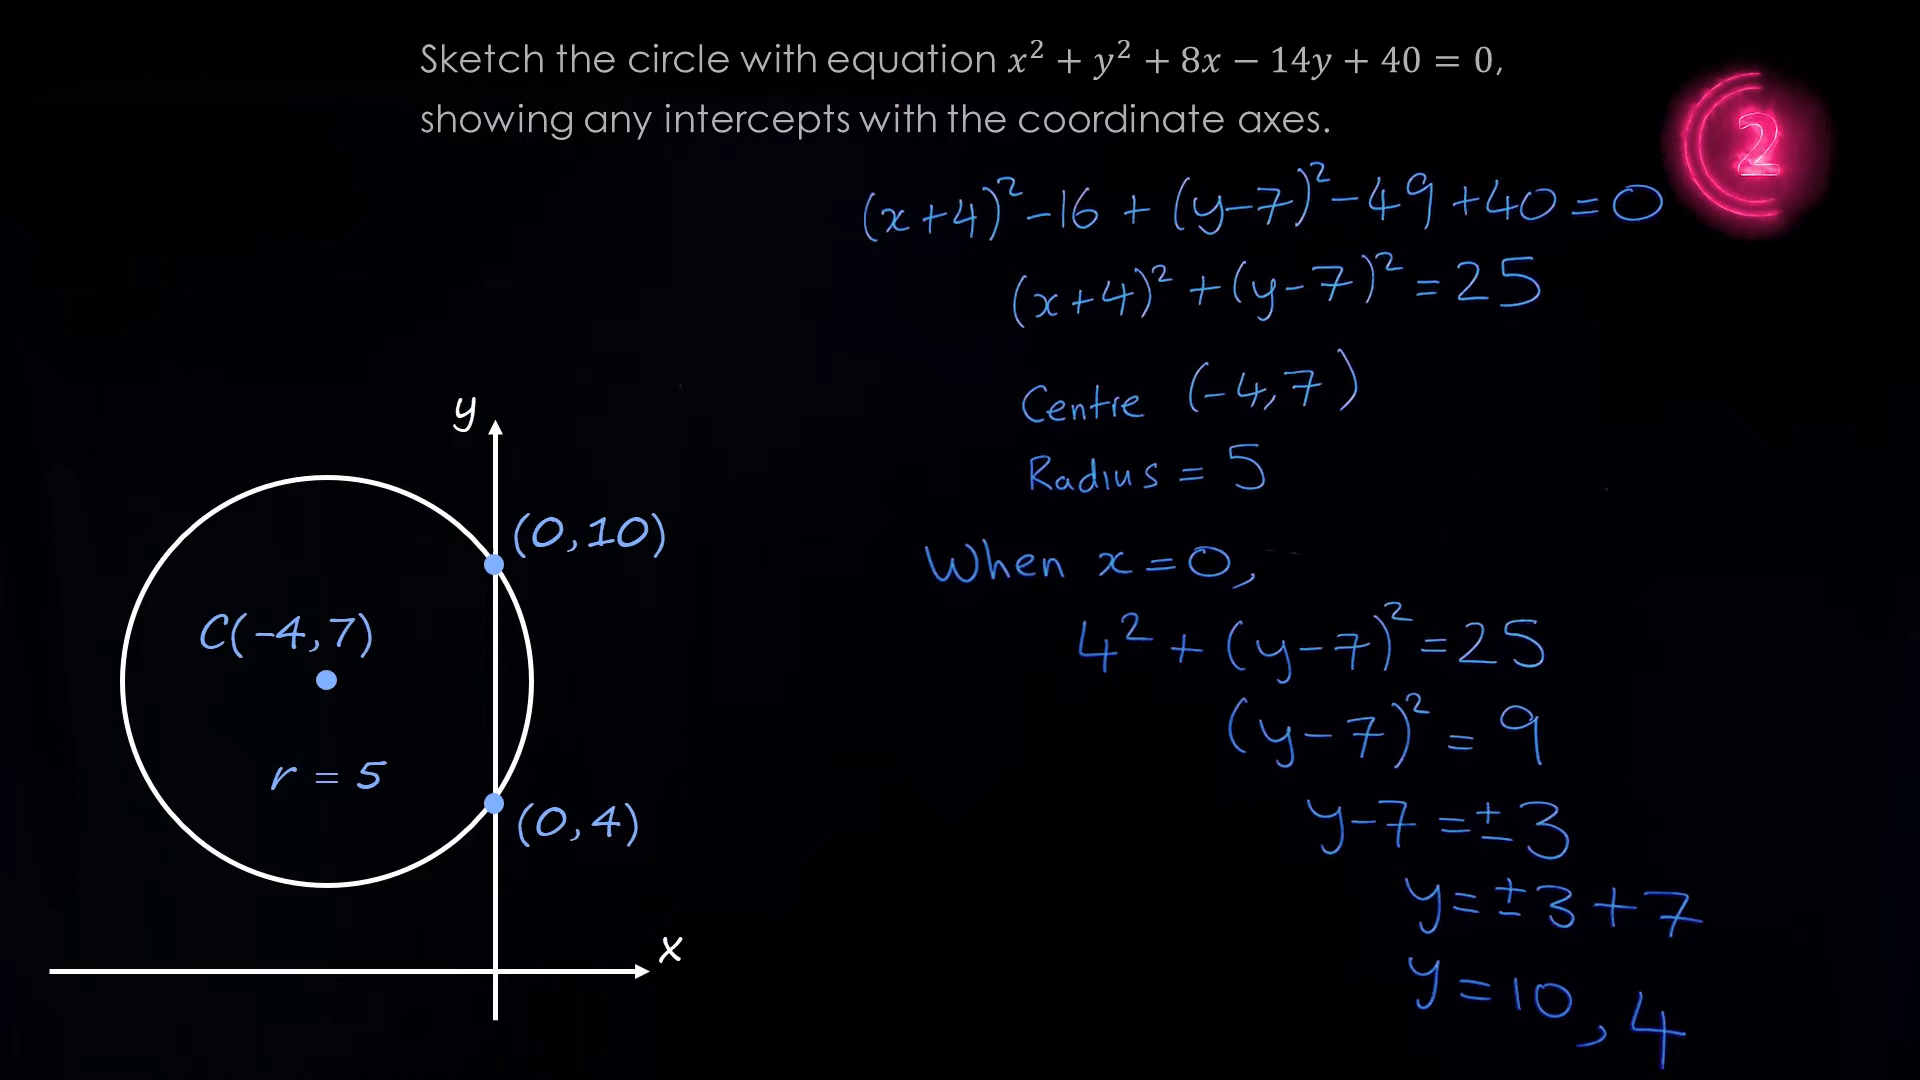 Sketch the circle with equation x² + y² + 8x − 14y + 40 = 0,
showing any intercepts with the coordinate axes.
2
(x+4)² −16 + (y−7)² −49 +40 = 0
(x+4)² + (y−7)² = 25
Centre (−4,7)
Radius = 5
When x = 0,
4² + (y−7)² = 25
(y−7)² = 9
y−7 = ±3
y = ±3 + 7
y = 10, 4
y
(0,10)
C(−4,7)
r = 5
(0,4)
x